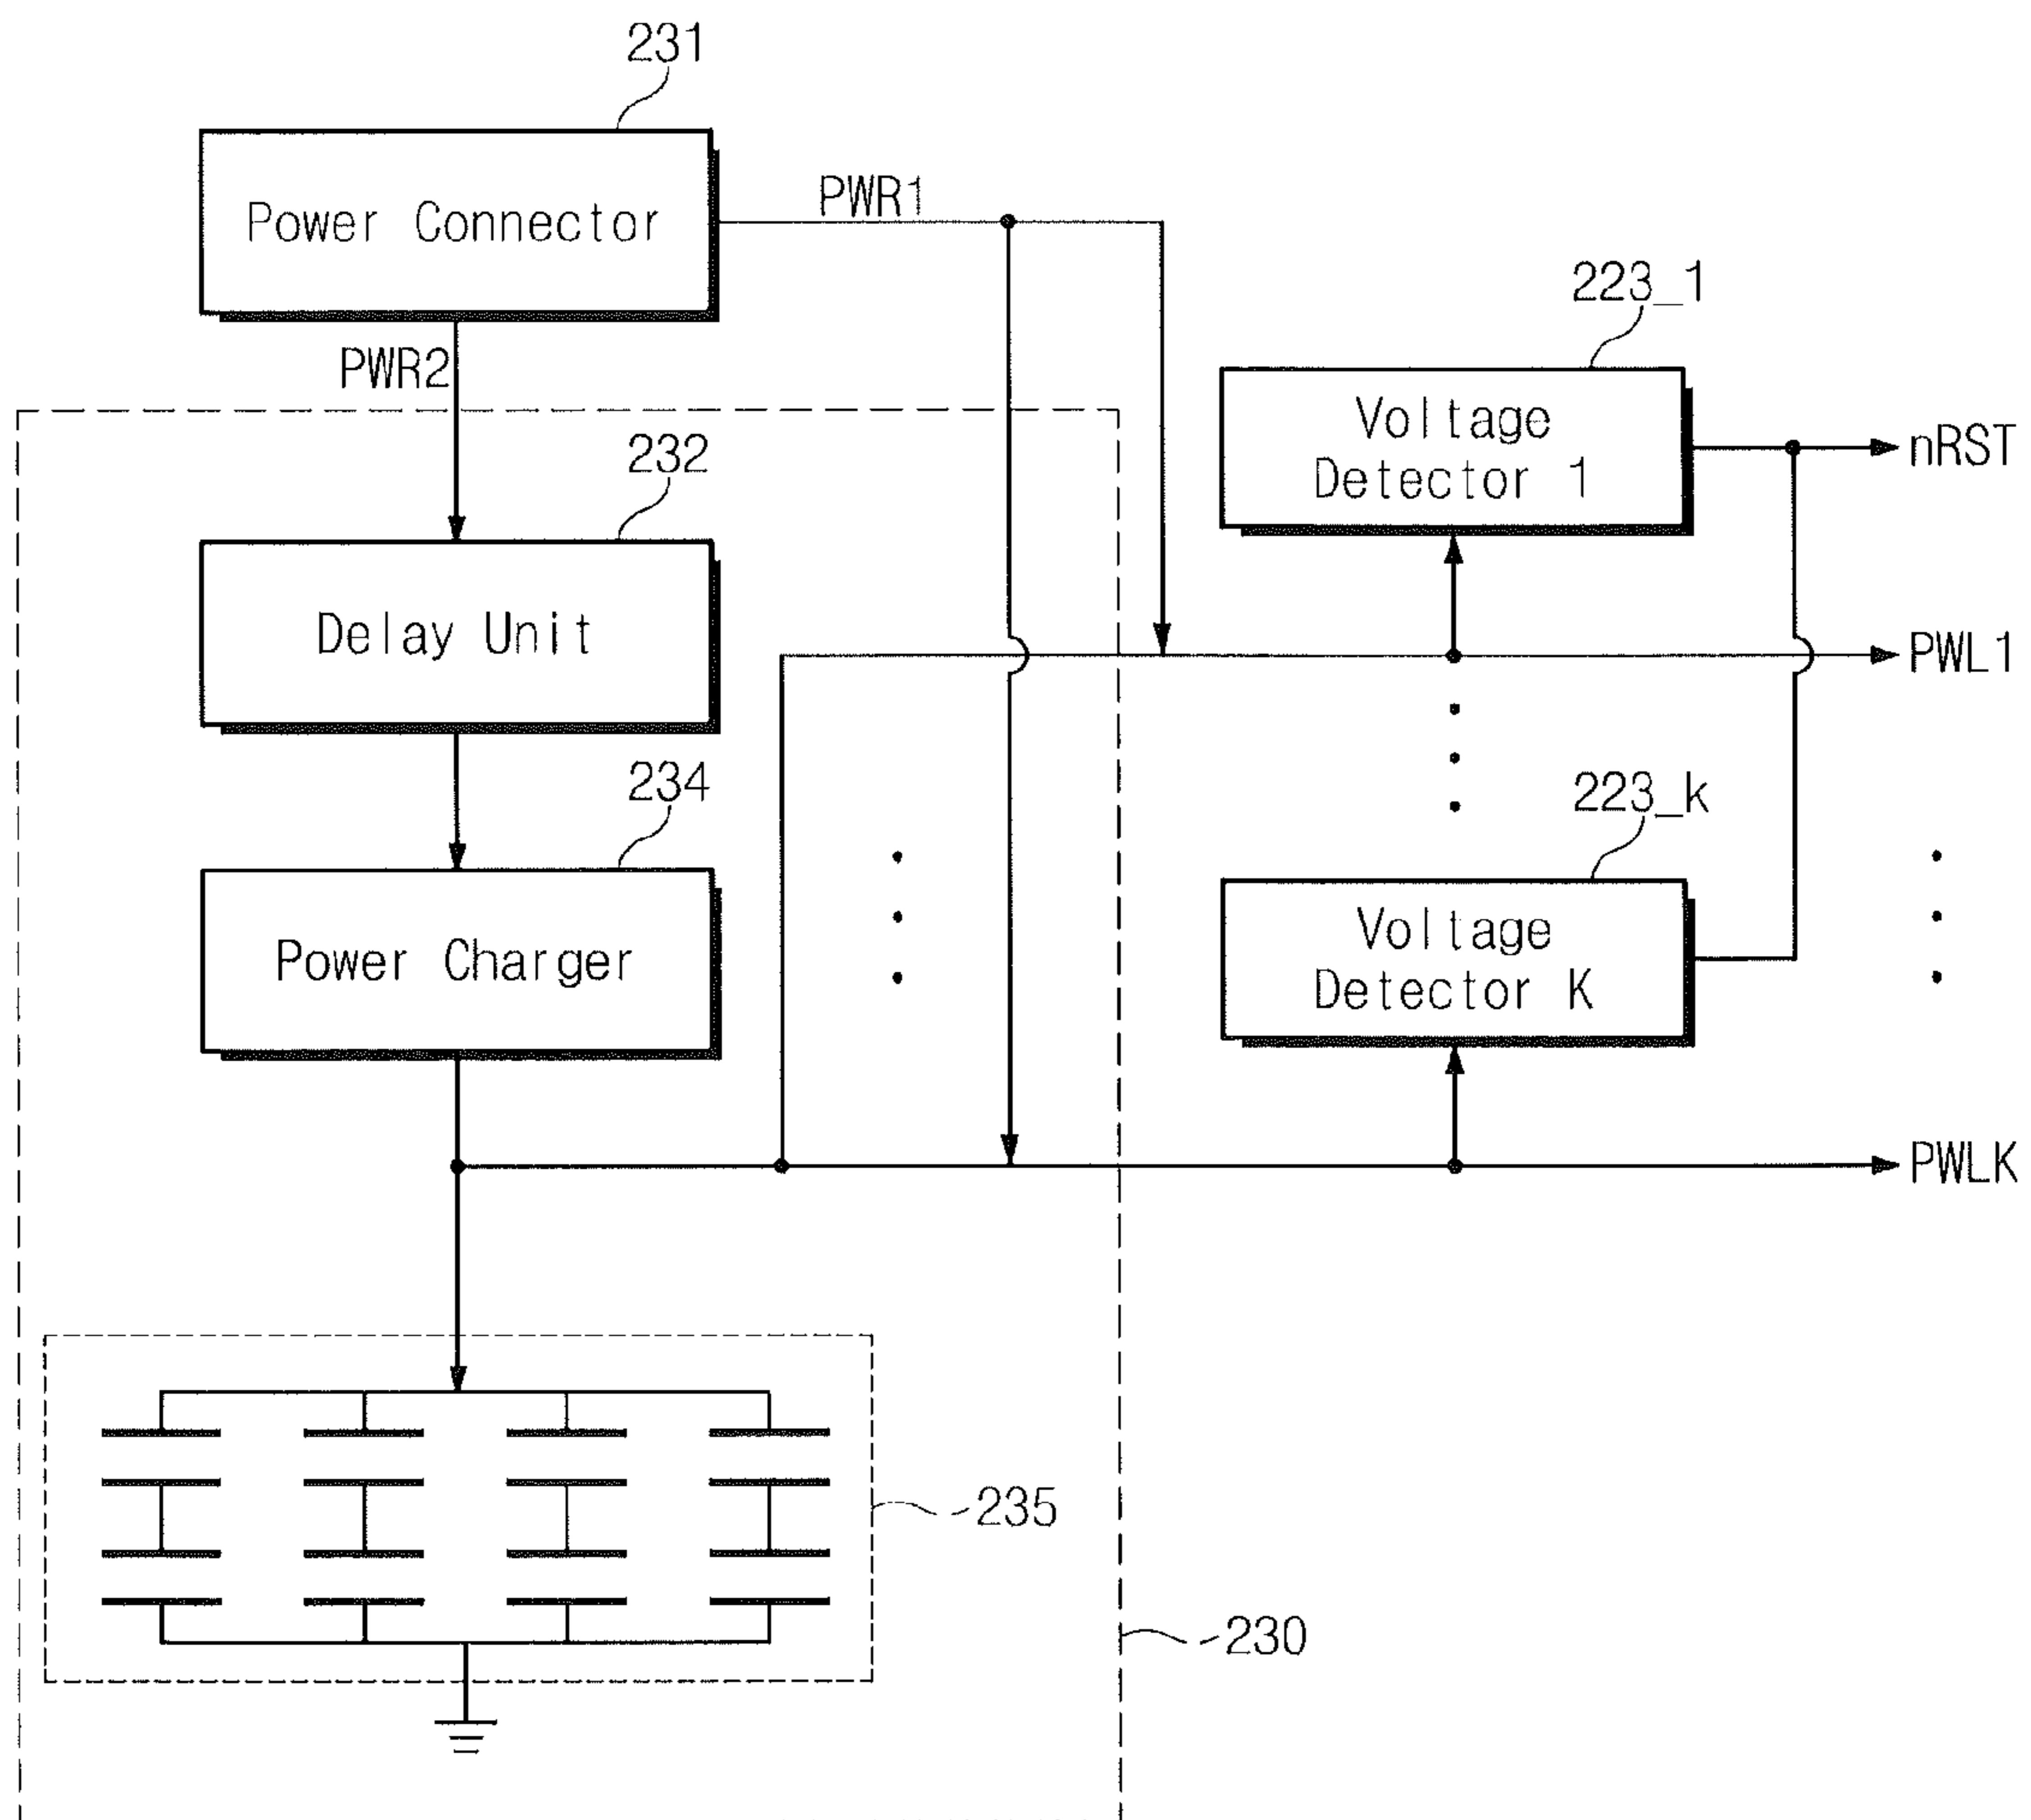 231
Power Connector
PWR1
PWR2
223_1
Voltage
Detector 1
nRST
232
Delay Unit
PWL1
234
Power Charger
223_k
Voltage
Detector K
PWLK
235
230